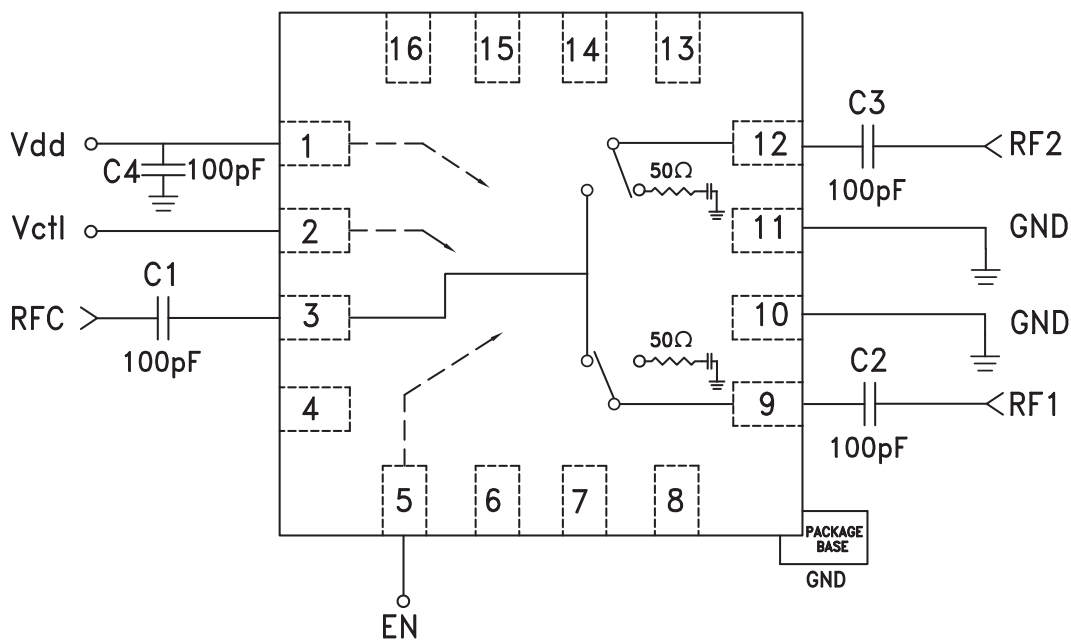 16 15 14 13
Vdd
C4 100pF
1
Vctl
2
C1
RFC
100pF
3
4
50Ω
12
C3
100pF
RF2
11
GND
10
GND
50Ω
9
C2
100pF
RF1
5 6 7 8
PACKAGE
BASE
GND
EN